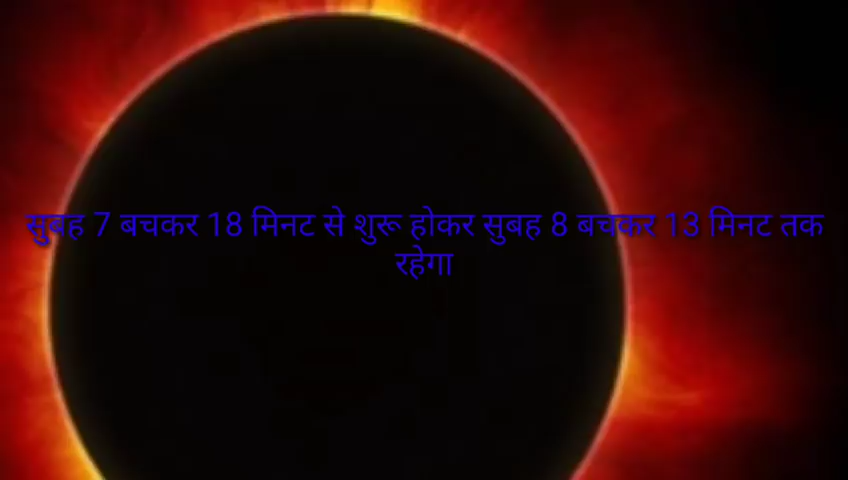 सुबह 7 बचकर 18 मिनट से शुरू होकर सुबह 8 बचकर 13 मिनट तक
रहेगा